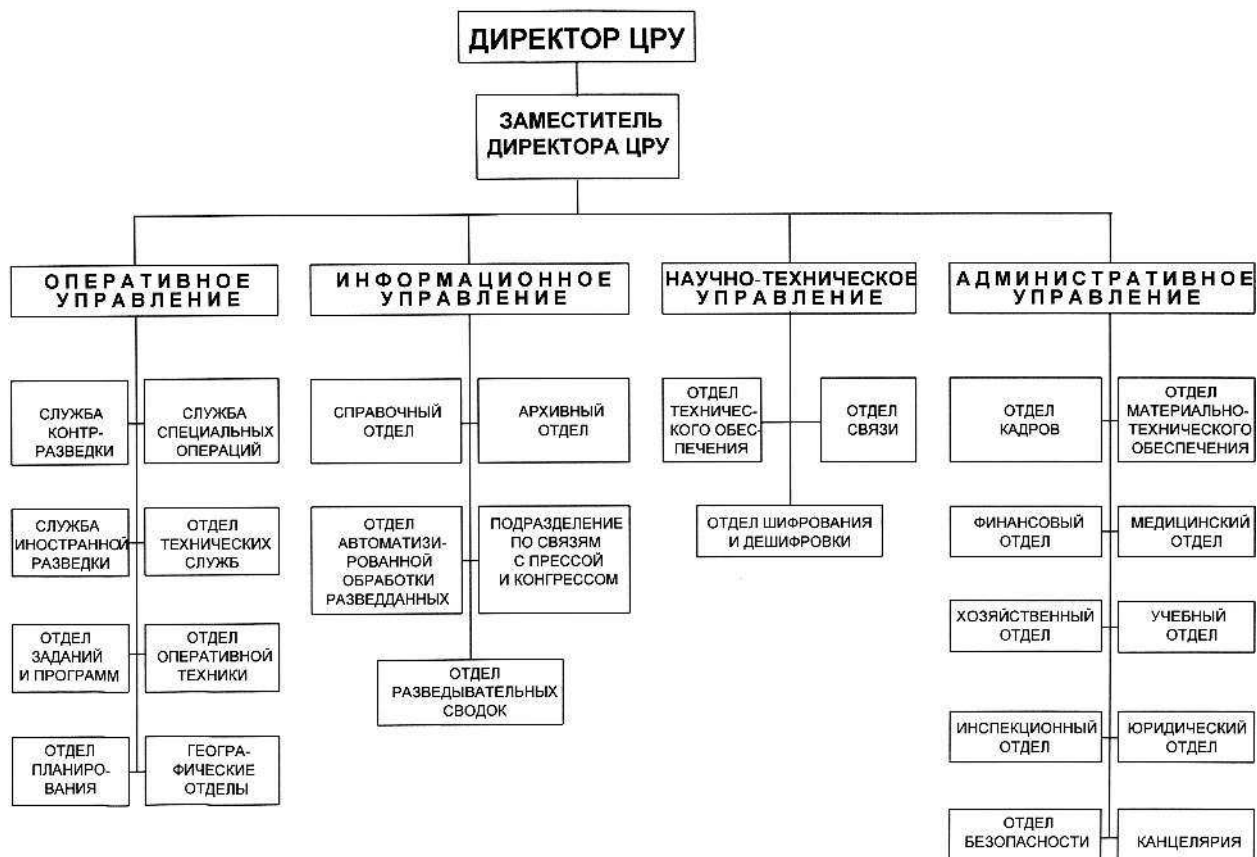 ДИРЕКТОР ЦРУ
ЗАМЕСТИТЕЛЬ
ДИРЕКТОРА ЦРУ
ОПЕРАТИВНОЕ
УПРАВЛЕНИЕ
ИНФОРМАЦИОННОЕ
УПРАВЛЕНИЕ
НАУЧНО-ТЕХНИЧЕСКОЕ
УПРАВЛЕНИЕ
АДМИНИСТРАТИВНОЕ
УПРАВЛЕНИЕ
СЛУЖБА
КОНТР-
РАЗВЕДКИ
СЛУЖБА
СПЕЦИАЛЬНЫХ
ОПЕРАЦИЙ
СПРАВОЧНЫЙ
ОТДЕЛ
АРХИВНЫЙ
ОТДЕЛ
ОТДЕЛ
ТЕХНИЧЕС-
КОГО ОБЕС-
ПЕЧЕНИЯ
ОТДЕЛ
СВЯЗИ
ОТДЕЛ
КАДРОВ
ОТДЕЛ
МАТЕРИАЛЬНО-
ТЕХНИЧЕСКОГО
ОБЕСПЕЧЕНИЯ
СЛУЖБА
ИНОСТРАННОЙ
РАЗВЕДКИ
ОТДЕЛ
ТЕХНИЧЕСКИХ
СЛУЖБ
ОТДЕЛ
АВТОМАТИЗИ-
РОВАННОЙ
ОБРАБОТКИ
РАЗВЕДДАННЫХ
ПОДРАЗДЕЛЕНИЕ
ПО СВЯЗЯМ
С ПРЕССОЙ
И КОНГРЕССОМ
ОТДЕЛ ШИФРОВАНИЯ
И ДЕШИФРОВКИ
ФИНАНСОВЫЙ
ОТДЕЛ
МЕДИЦИНСКИЙ
ОТДЕЛ
ОТДЕЛ
ЗАДАНИЙ
И ПРОГРАММ
ОТДЕЛ
ОПЕРАТИВНОЙ
ТЕХНИКИ
ОТДЕЛ
РАЗВЕДЫВАТЕЛЬНЫХ
СВОДОК
ХОЗЯЙСТВЕННЫЙ
ОТДЕЛ
УЧЕБНЫЙ
ОТДЕЛ
ОТДЕЛ
ПЛАНИРО-
ВАНИЯ
ГЕОГРА-
ФИЧЕСКИЕ
ОТДЕЛЫ
ИНСПЕКЦИОННЫЙ
ОТДЕЛ
ЮРИДИЧЕСКИЙ
ОТДЕЛ
ОТДЕЛ
БЕЗОПАСНОСТИ
КАНЦЕЛЯРИЯ